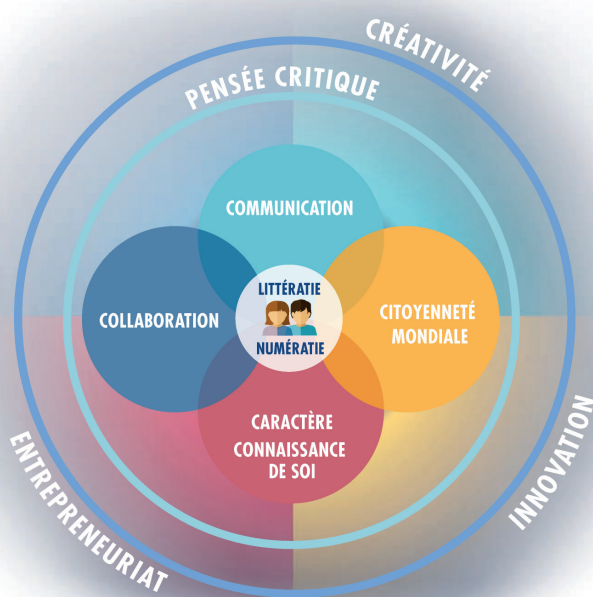 CRÉATIVITÉ
PENSÉE CRITIQUE
COMMUNICATION
LITTÉRATIE
NUMÉRATIE
COLLABORATION
CITOYENNETÉ
MONDIALE
CARACTÈRE
CONNAISSANCE
DE SOI
ENTREPRENEURIAT
INNOVATION